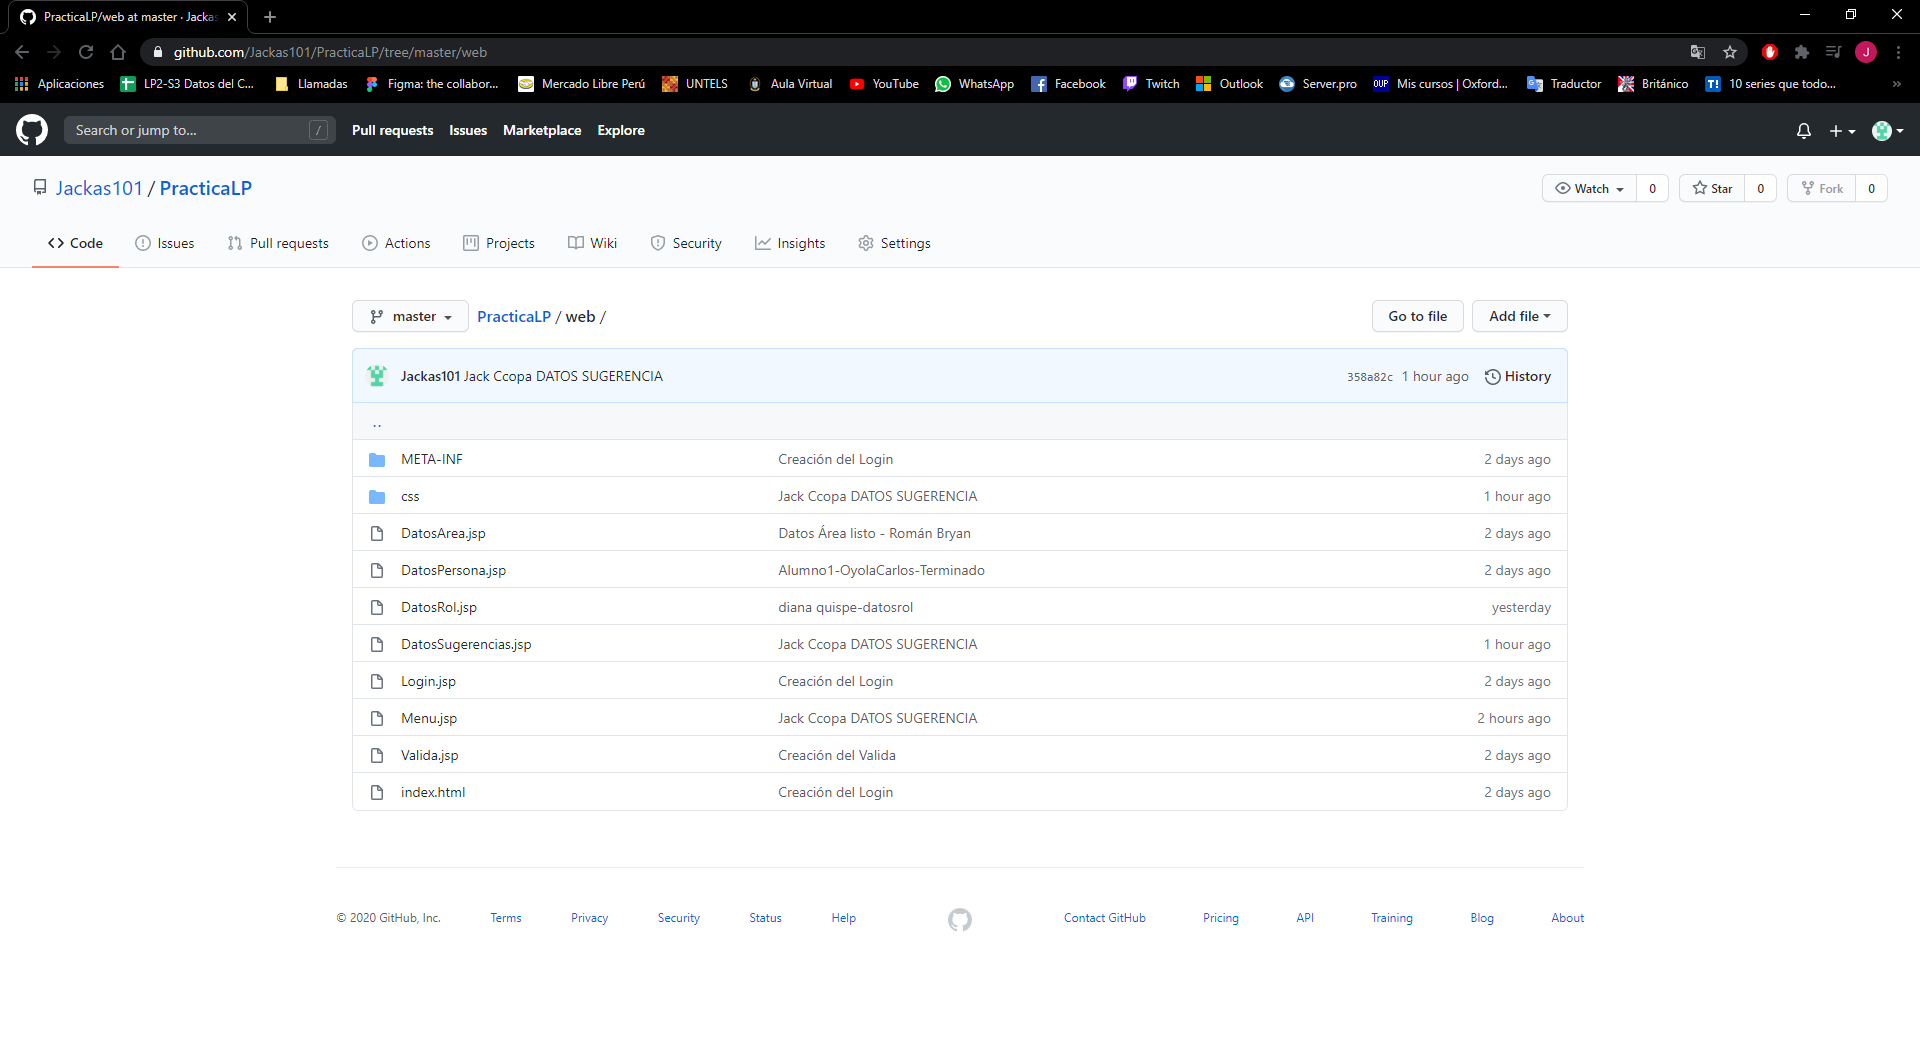 PracticaLP/web at master · Jackas
github.com/Jackas101/PracticaLP/tree/master/web
J
Aplicaciones LP2-S3 Datos del C... Llamadas Figma: the collabor... Mercado Libre Perú UNTELS Aula Virtual YouTube WhatsApp Facebook Twitch Outlook Server.pro OUP Mis cursos | Oxford... Traductor Británico T! 10 series que todo... »
Search or jump to... / Pull requests Issues Marketplace Explore
Jackas101 / PracticaLP Watch 0 Star 0 Fork 0
Code Issues Pull requests Actions Projects Wiki Security Insights Settings
master PracticaLP / web / Go to file Add file
Jackas101 Jack Ccopa DATOS SUGERENCIA 358a82c 1 hour ago History
..
META-INF Creación del Login 2 days ago
css Jack Ccopa DATOS SUGERENCIA 1 hour ago
DatosArea.jsp Datos Área listo - Román Bryan 2 days ago
DatosPersona.jsp Alumno1-OyolaCarlos-Terminado 2 days ago
DatosRol.jsp diana quispe-datosrol yesterday
DatosSugerencias.jsp Jack Ccopa DATOS SUGERENCIA 1 hour ago
Login.jsp Creación del Login 2 days ago
Menu.jsp Jack Ccopa DATOS SUGERENCIA 2 hours ago
Valida.jsp Creación del Valida 2 days ago
index.html Creación del Login 2 days ago
© 2020 GitHub, Inc. Terms Privacy Security Status Help Contact GitHub Pricing API Training Blog About